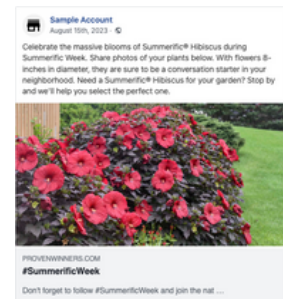 Sample Account
August 15th, 2023 ·
Celebrate the massive blooms of Summerific® Hibiscus during
Summerific Week. Share photos of your plants below. With flowers 8-
inches in diameter, they are sure to be a conversation starter in your
neighborhood. Need a Summerific® Hibiscus for your garden? Stop by
and we'll help you select the perfect one.
PROVENWINNERS.COM
#SummerificWeek
Don't forget to follow #SummerificWeek and join the nat ...